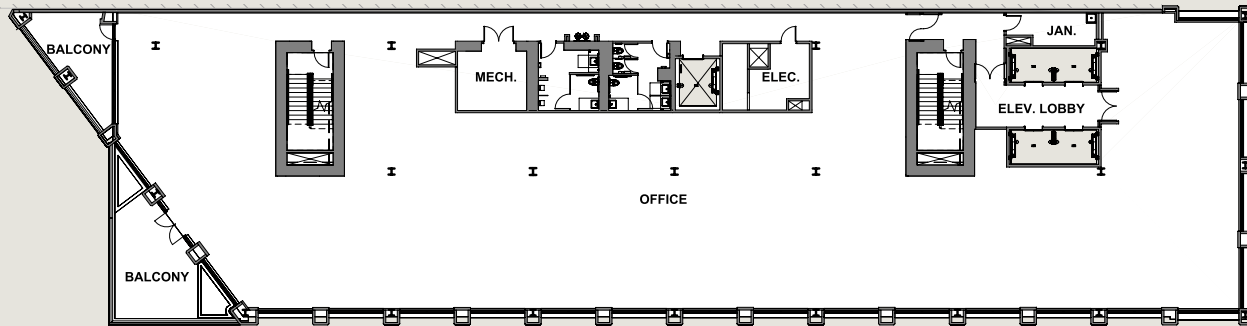 BALCONY
JAN.
MECH.
ELEC.
ELEV. LOBBY
OFFICE
BALCONY